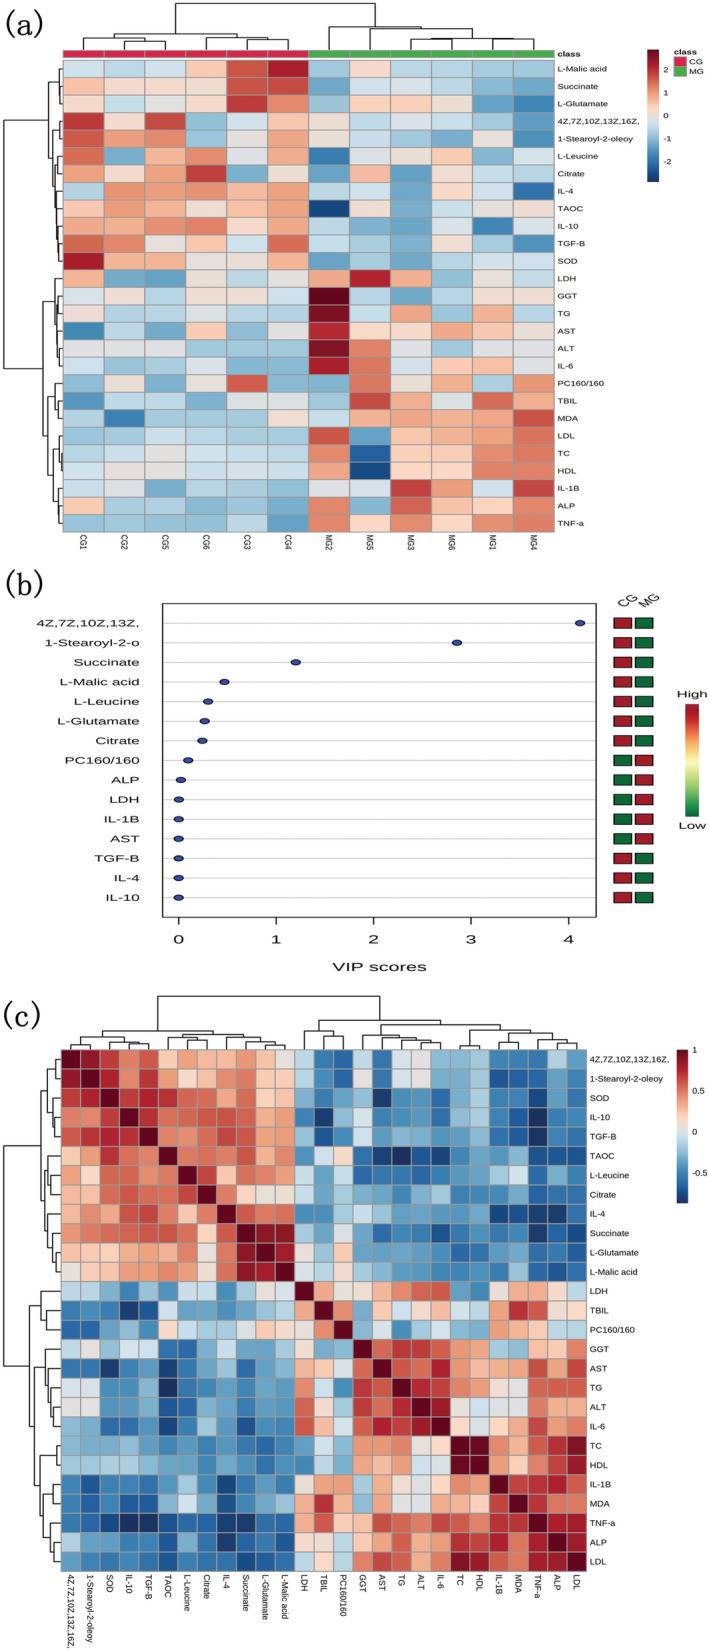 (a)
class
L-Malic acid
Succinate
L-Glutamate
4Z,7Z,10Z,13Z,16Z,
1-Stearoyl-2-oleoy
L-Leucine
Citrate
IL-4
TAOC
IL-10
TGF-B
SOD
LDH
GGT
TG
AST
ALT
IL-6
PC160/160
TBIL
MDA
LDL
TC
HDL
IL-1B
ALP
TNF-a
CG1 CG2 CG5 CG6 CG3 CG4 MG2 MG5 MG3 MG6 MG1 MG4
class
CG
MG
2
1
0
-1
-2
(b)
CG MG
4Z,7Z,10Z,13Z,
1-Stearoyl-2-o
Succinate
L-Malic acid
L-Leucine
L-Glutamate
Citrate
PC160/160
ALP
LDH
IL-1B
AST
TGF-B
IL-4
IL-10
0 1 2 3 4
VIP scores
High
Low
(c)
4Z,7Z,10Z,13Z,16Z,
1-Stearoyl-2-oleoy
SOD
IL-10
TGF-B
TAOC
L-Leucine
Citrate
IL-4
Succinate
L-Glutamate
L-Malic acid
LDH
TBIL
PC160/160
GGT
AST
TG
ALT
IL-6
TC
HDL
IL-1B
MDA
TNF-a
ALP
LDL
4Z,7Z,10Z,13Z,16Z, 1-Stearoyl-2-oleoy SOD IL-10 TGF-B TAOC L-Leucine Citrate IL-4 Succinate L-Glutamate L-Malic acid LDH TBIL PC160/160 GGT AST TG ALT IL-6 TC HDL IL-1B MDA TNF-a ALP LDL
1
0.5
0
-0.5